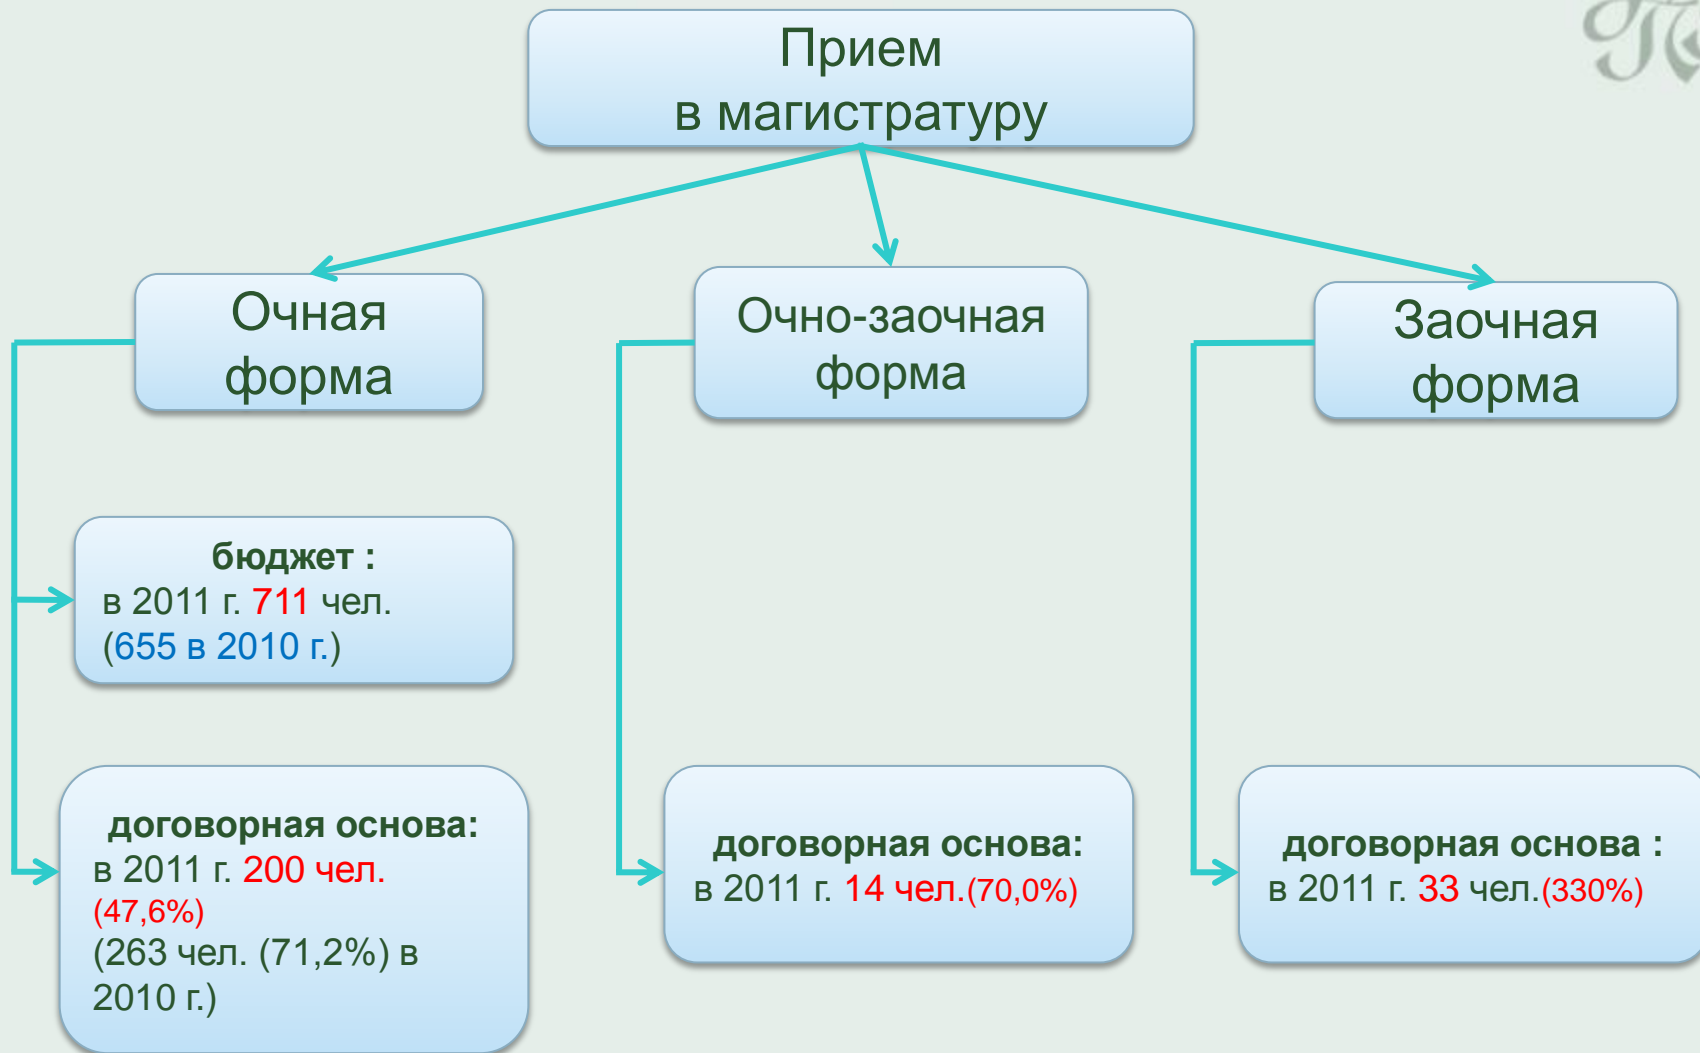 Прием
в магистратуру
Очная
форма
Очно-заочная
форма
Заочная
форма
бюджет :
в 2011 г. 711 чел.
(655 в 2010 г.)
договорная основа:
в 2011 г. 200 чел.
(47,6%)
(263 чел. (71,2%) в
2010 г.)
договорная основа:
в 2011 г. 14 чел.(70,0%)
договорная основа :
в 2011 г. 33 чел.(330%)